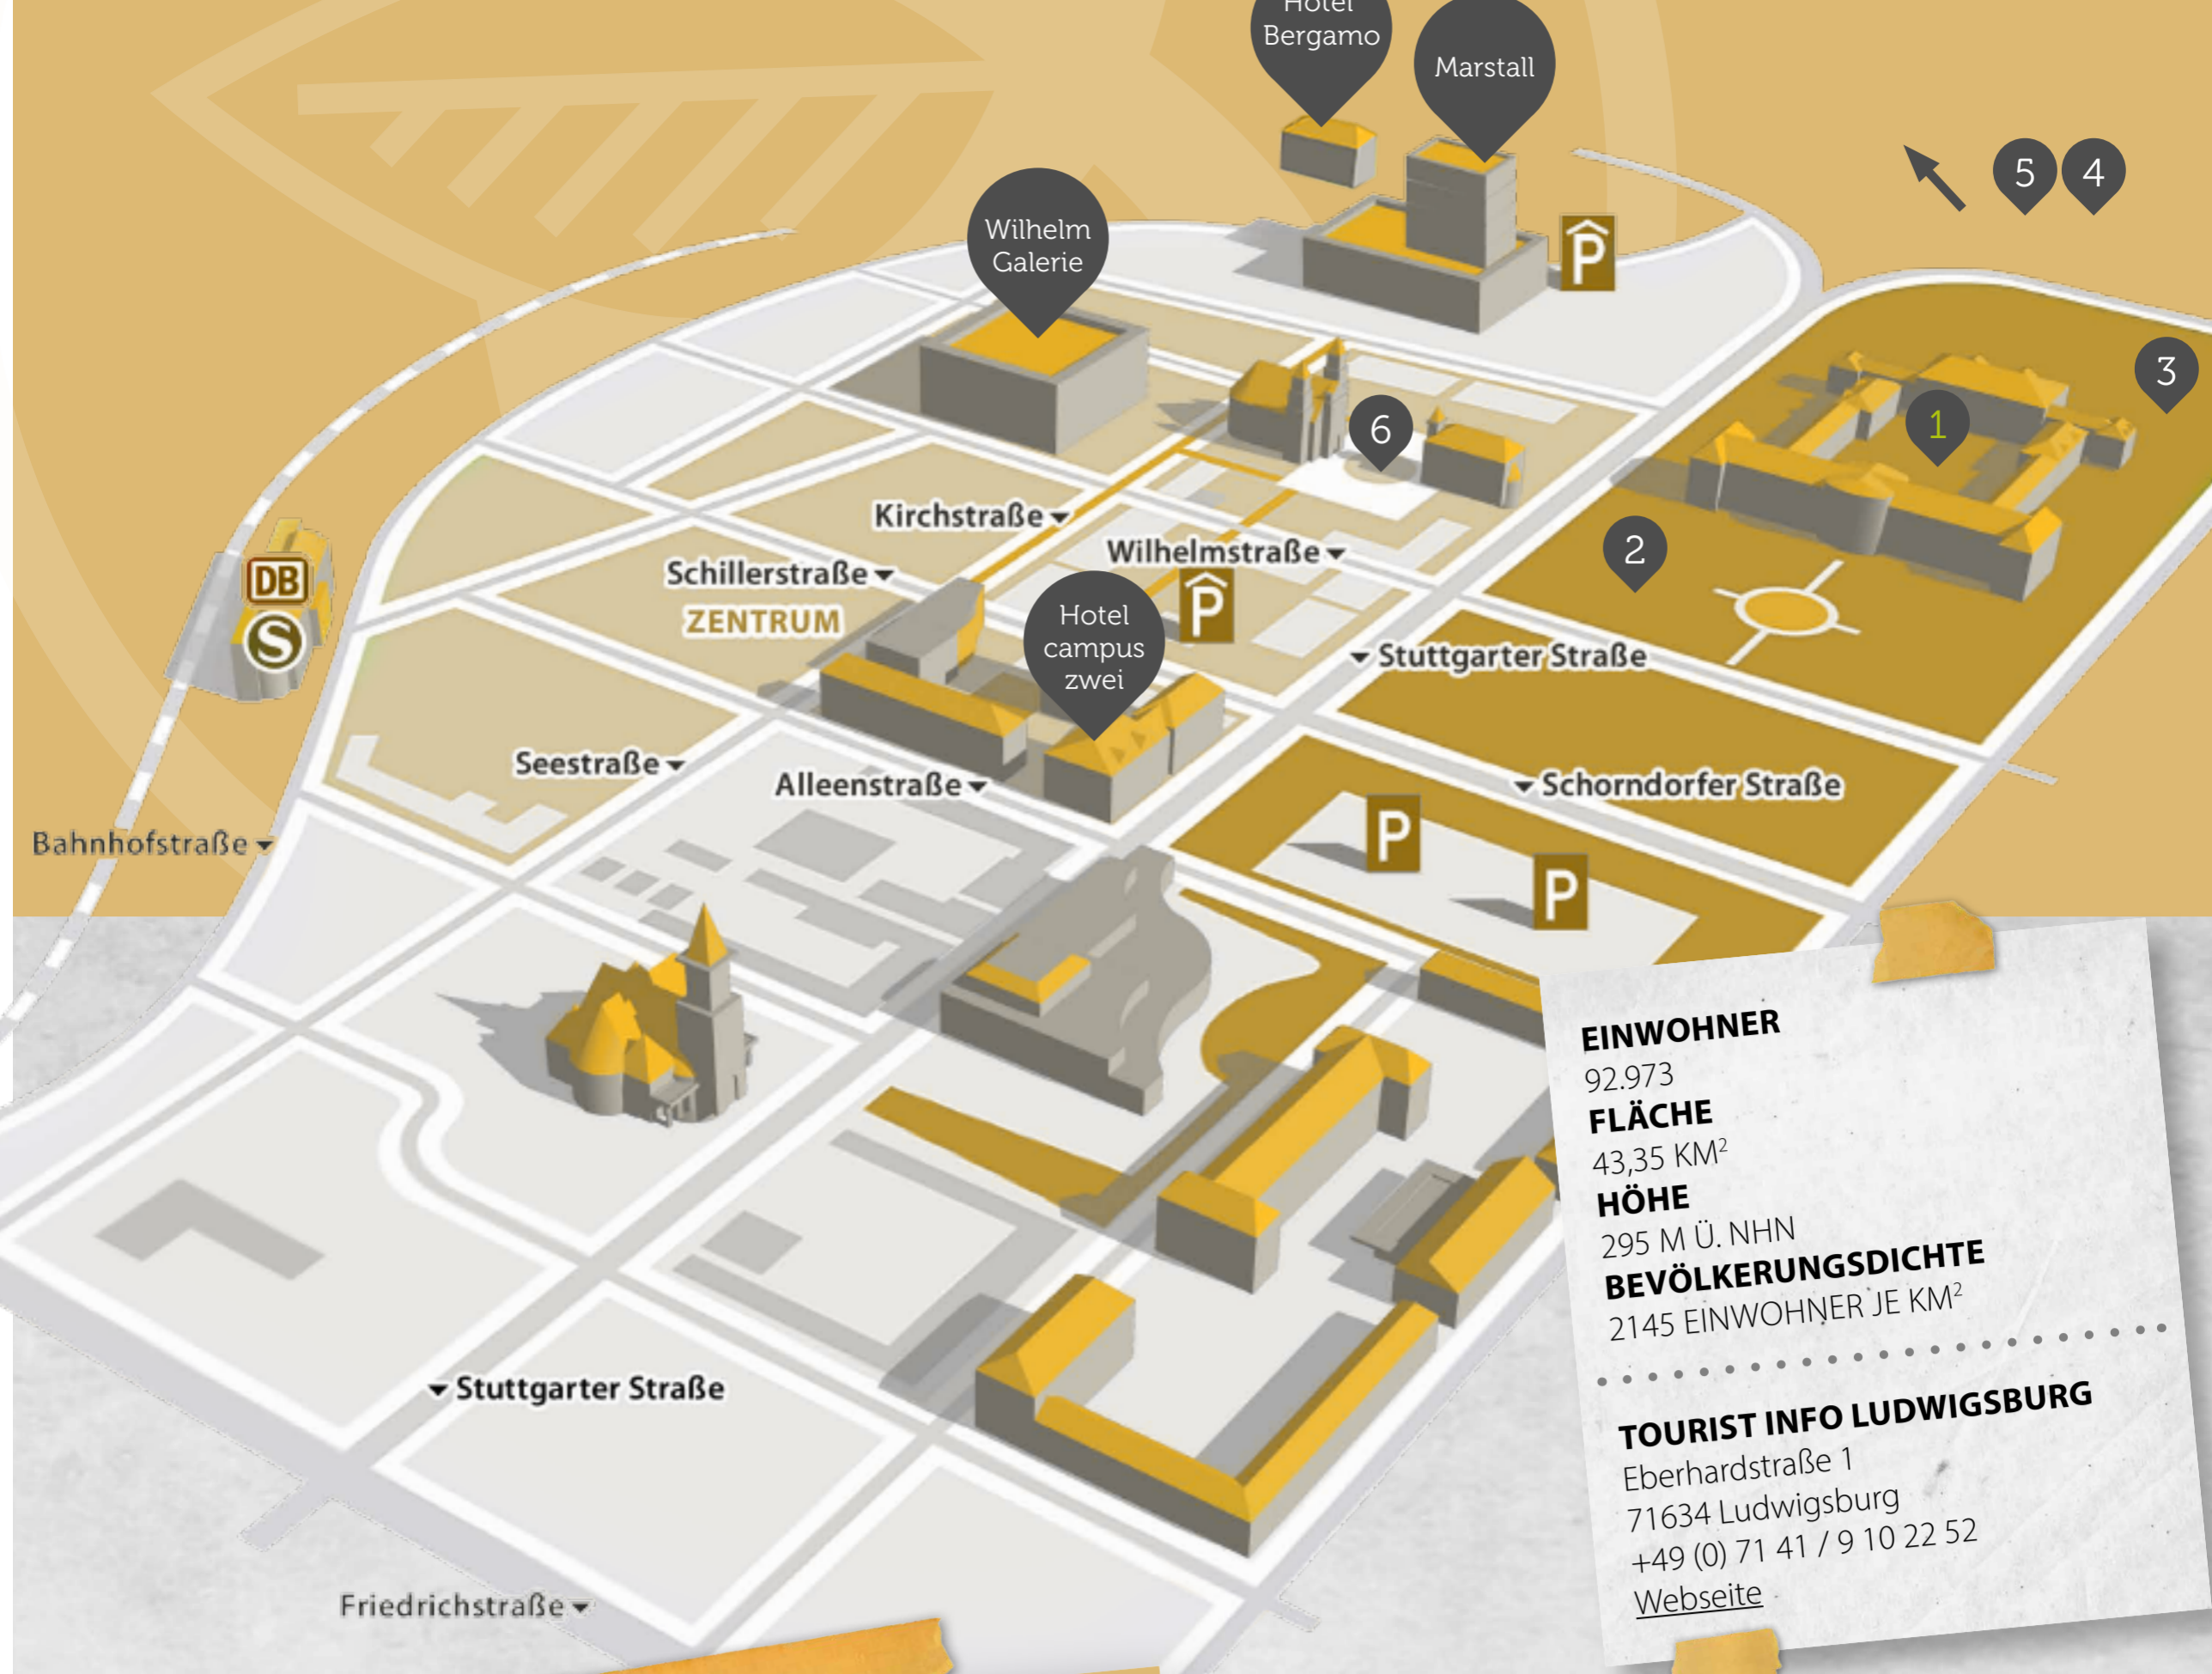 Hotel
Bergamo
Marstall
5
4
Wilhelm
Galerie
P
3
1
6
Kirchstraße
2
Wilhelmstraße
Schillerstraße
DB
ZENTRUM
P
S
Hotel
campus
zwei
Stuttgarter Straße
Seestraße
Alleenstraße
Schorndorfer Straße
Bahnhofstraße
P
P
EINWOHNER
92.973
FLÄCHE
43,35 KM²
HÖHE
295 M Ü. NHN
BEVÖLKERUNGSDICHTE
2145 EINWOHNER JE KM²
Stuttgarter Straße
TOURIST INFO LUDWIGSBURG
Eberhardstraße 1
71634 Ludwigsburg
+49 (0) 71 41 / 9 10 22 52
Webseite
Friedrichstraße